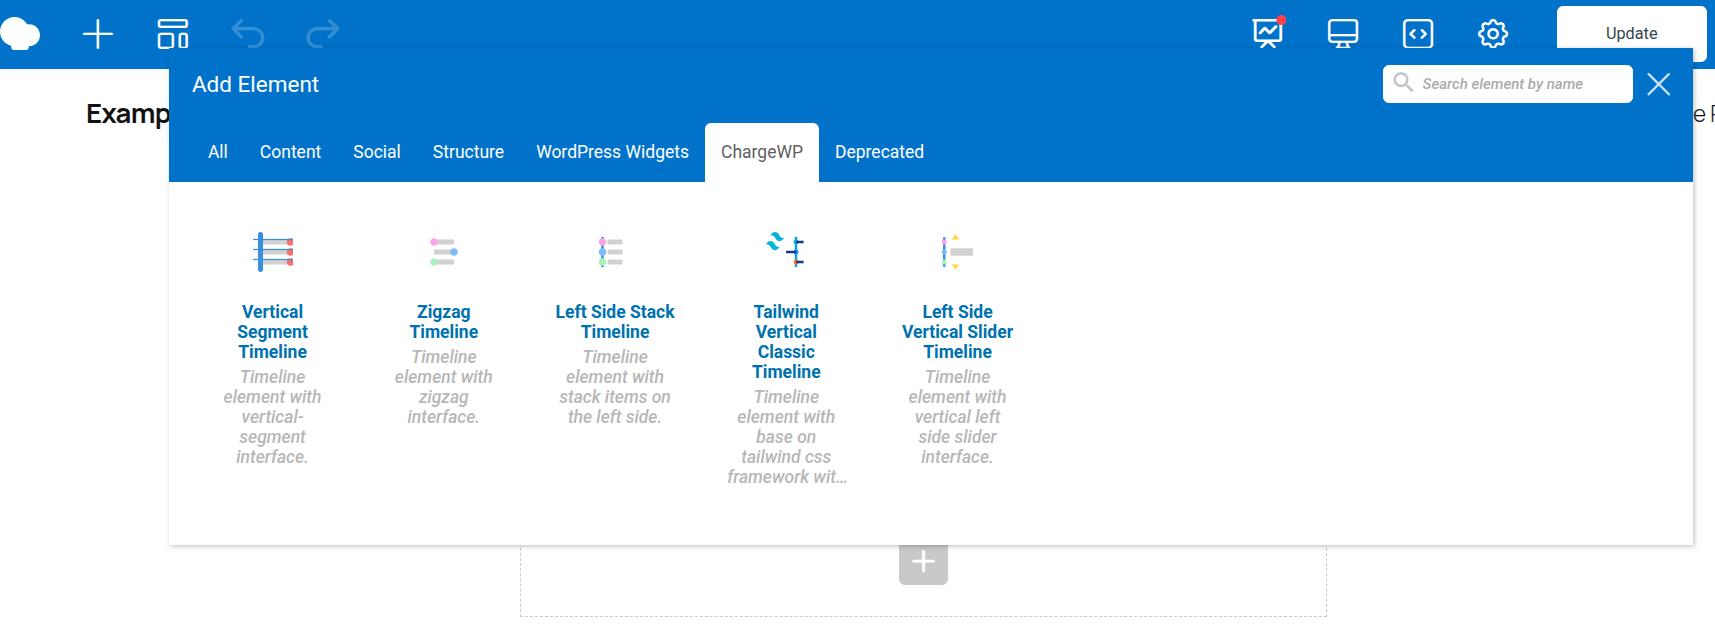 Update
Add Element
Search element by name
Examp
e
All Content Social Structure WordPress Widgets ChargeWP Deprecated
Vertical
Segment
Timeline
Timeline
element with
vertical-
segment
interface.
Zigzag
Timeline
Timeline
element with
zigzag
interface.
Left Side Stack
Timeline
Timeline
element with
stack items on
the left side.
Tailwind
Vertical
Classic
Timeline
Timeline
element with
base on
tailwind css
framework wit...
Left Side
Vertical Slider
Timeline
Timeline
element with
vertical left
side slider
interface.